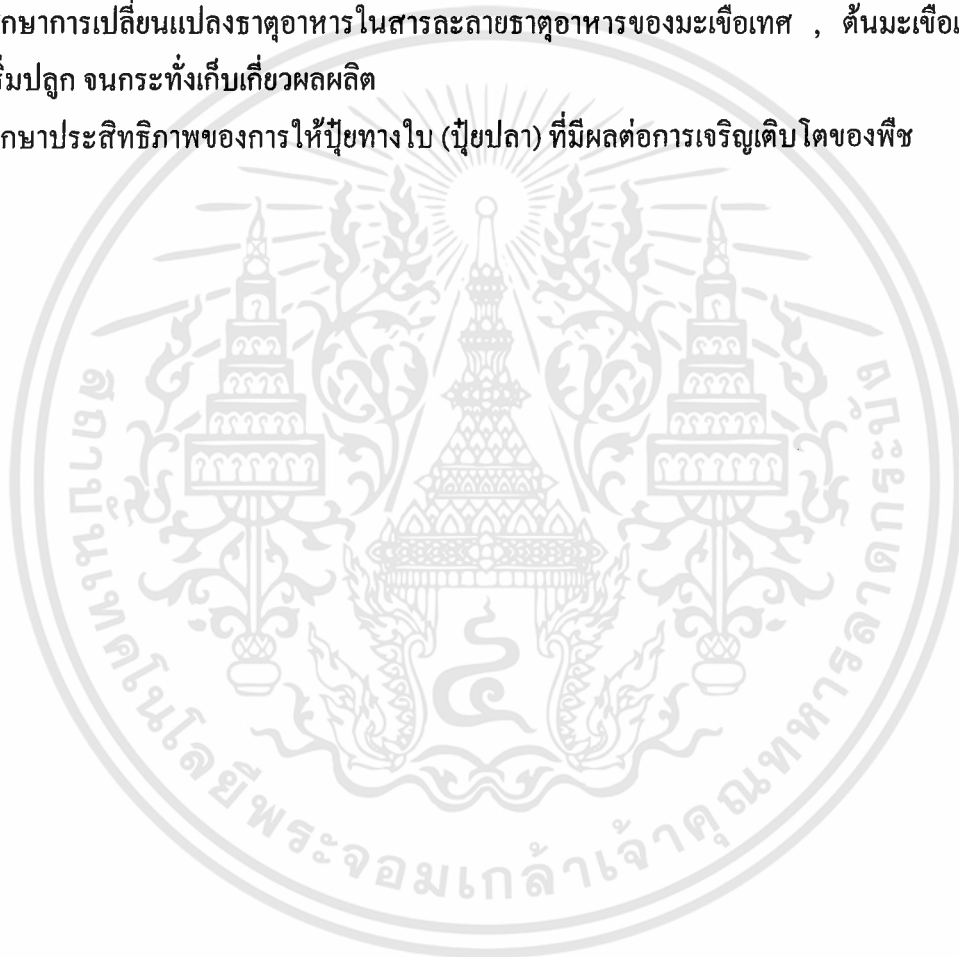 กษาการเปลี่ยนแปลงธาตุอาหารในสารละลายธาตุอาหารของมะเขือเทศ , ต้นมะเขือเ
ริ่มปลูก จนกระทั่งเก็บเกี่ยวผลผลิต
กษาประสิทธิภาพของการให้ปุ๋ยทางใบ (ปุ๋ยปลา) ที่มีผลต่อการเจริญเติบโตของพืช
สถาบันเทคโนโลยีพระจอมเกล้าเจ้าคุณทหารลาดกระบัง